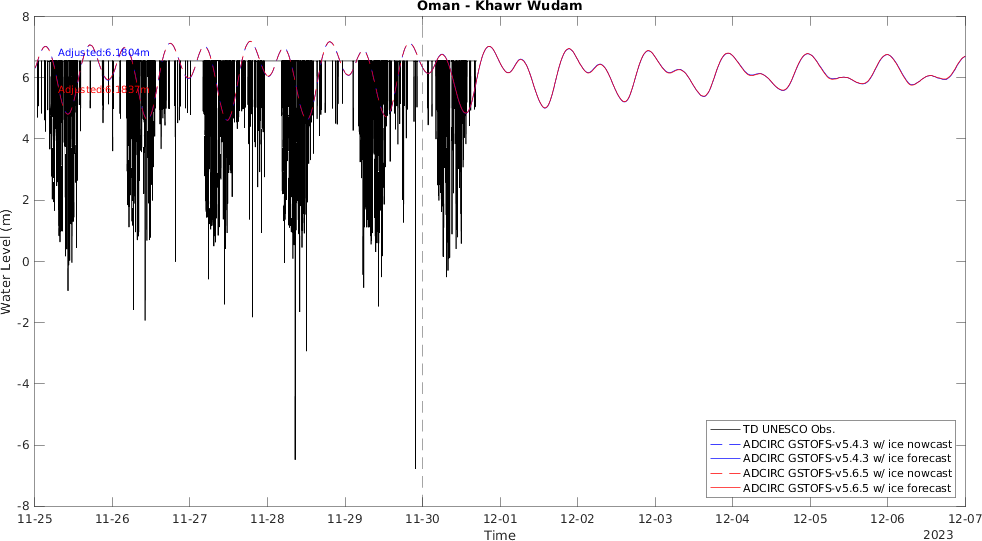 Oman - Khawr Wudam
8
6
4
2
0
-2
-4
-6
-8
Water Level (m)
Adjusted:6.1804m
Adjusted:6.1837m
TD UNESCO Obs.
ADCIRC GSTOFS-v5.4.3 w/ ice nowcast
ADCIRC GSTOFS-v5.4.3 w/ ice forecast
ADCIRC GSTOFS-v5.6.5 w/ ice nowcast
ADCIRC GSTOFS-v5.6.5 w/ ice forecast
11-25 11-26 11-27 11-28 11-29 11-30 12-01 12-02 12-03 12-04 12-05 12-06 12-07
Time
2023